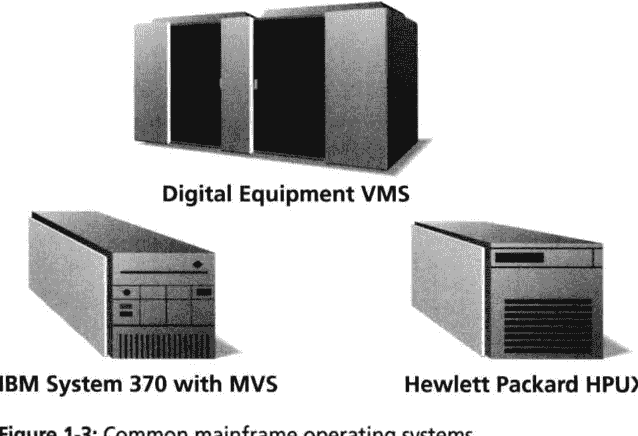 Digital Equipment VMS
IBM System 370 with MVS
Hewlett Packard HPUX
Figure 1-3: Common mainframe operating systems